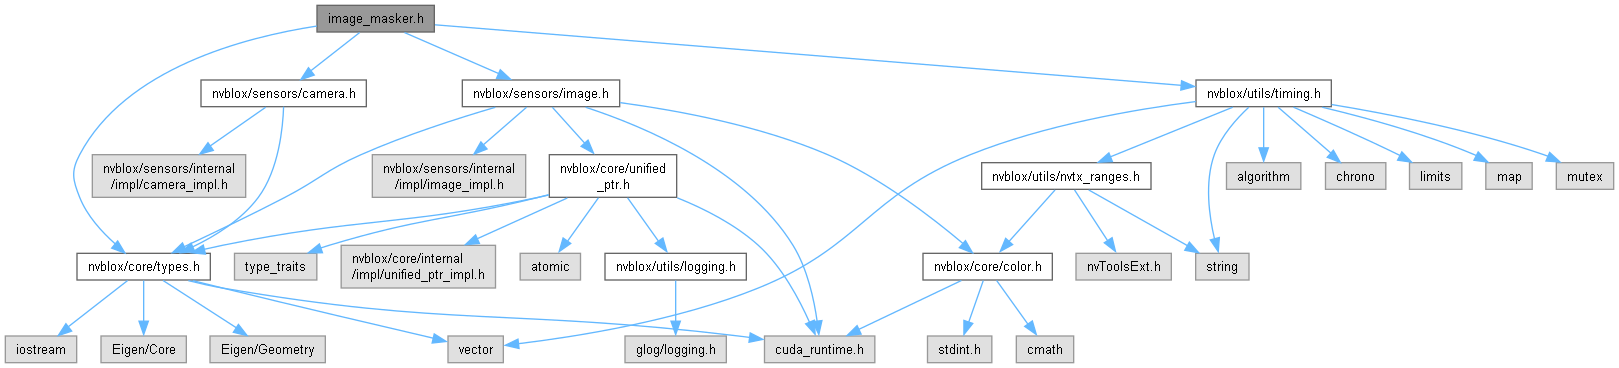 image_masker.h
nvblox/sensors/camera.h
nvblox/sensors/image.h
nvblox/utils/timing.h
nvblox/sensors/internal
/impl/camera_impl.h
nvblox/sensors/internal
/impl/image_impl.h
nvblox/core/unified
_ptr.h
nvblox/utils/nvtx_ranges.h
algorithm
chrono
limits
map
mutex
nvblox/core/types.h
type_traits
nvblox/core/internal
/impl/unified_ptr_impl.h
atomic
nvblox/utils/logging.h
nvblox/core/color.h
nvToolsExt.h
string
iostream
Eigen/Core
Eigen/Geometry
vector
glog/logging.h
cuda_runtime.h
stdint.h
cmath